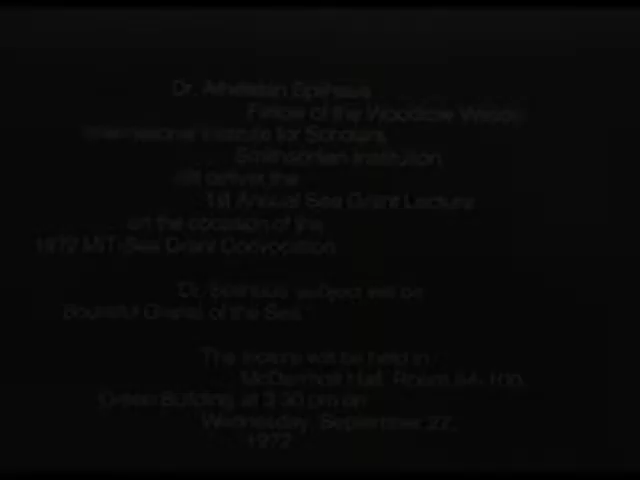 Dr. Athelstan Spilhaus
Fellow of the Woodrow Wilson
International Institute for Scholars,
Smithsonian Institution
will deliver the
1st Annual Sea Grant Lecture
on the occasion of the
1972 MIT-Sea Grant Convocation
Dr. Spilhaus' subject will be
Bountiful of the Sea"
The lecture will be held in
McDermott Hall, Room 54-100,
Green Building, at 3:30 pm on
Wednesday, September 27,
1972